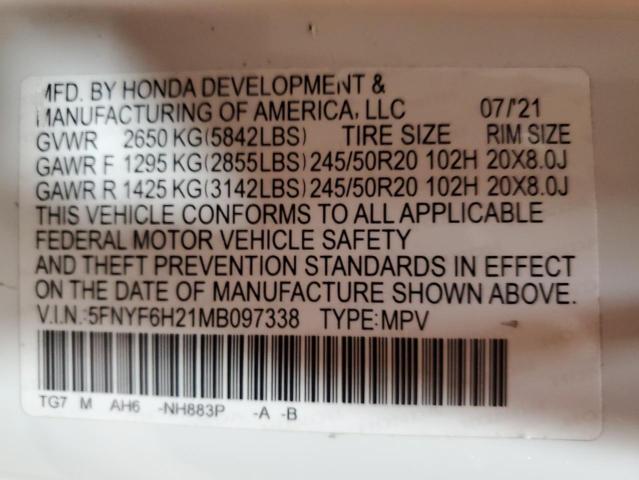 MFD. BY HONDA DEVELOPMENT &
MANUFACTURING OF AMERICA, LLC 07/'21
GVWR 2650 KG(5842LBS) TIRE SIZE RIM SIZE
GAWR F 1295 KG(2855LBS) 245/50R20 102H 20X8.0J
GAWR R 1425 KG(3142LBS) 245/50R20 102H 20X8.0J
THIS VEHICLE CONFORMS TO ALL APPLICABLE
FEDERAL MOTOR VEHICLE SAFETY
AND THEFT PREVENTION STANDARDS IN EFFECT
ON THE DATE OF MANUFACTURE SHOWN ABOVE.
V.I.N.:5FNYF6H21MB097338 TYPE:MPV
TG7 M AH6 -NH883P -A -B